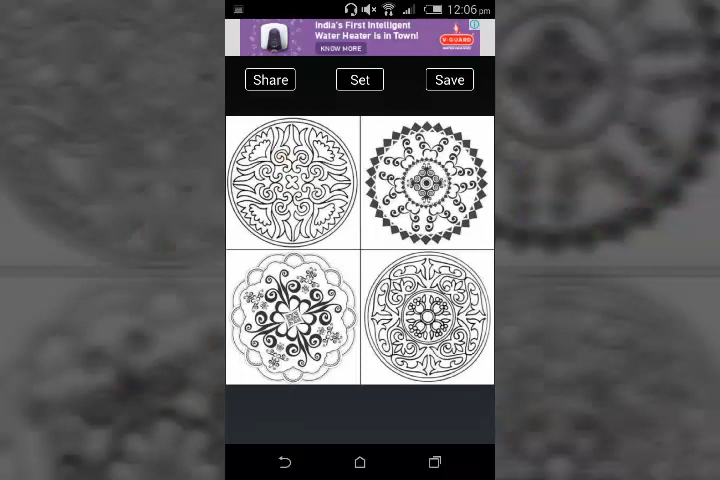 12:06 pm
India's First Intelligent
Water Heater is in Town!
KNOW MORE
V-GUARD
Share
Set
Save